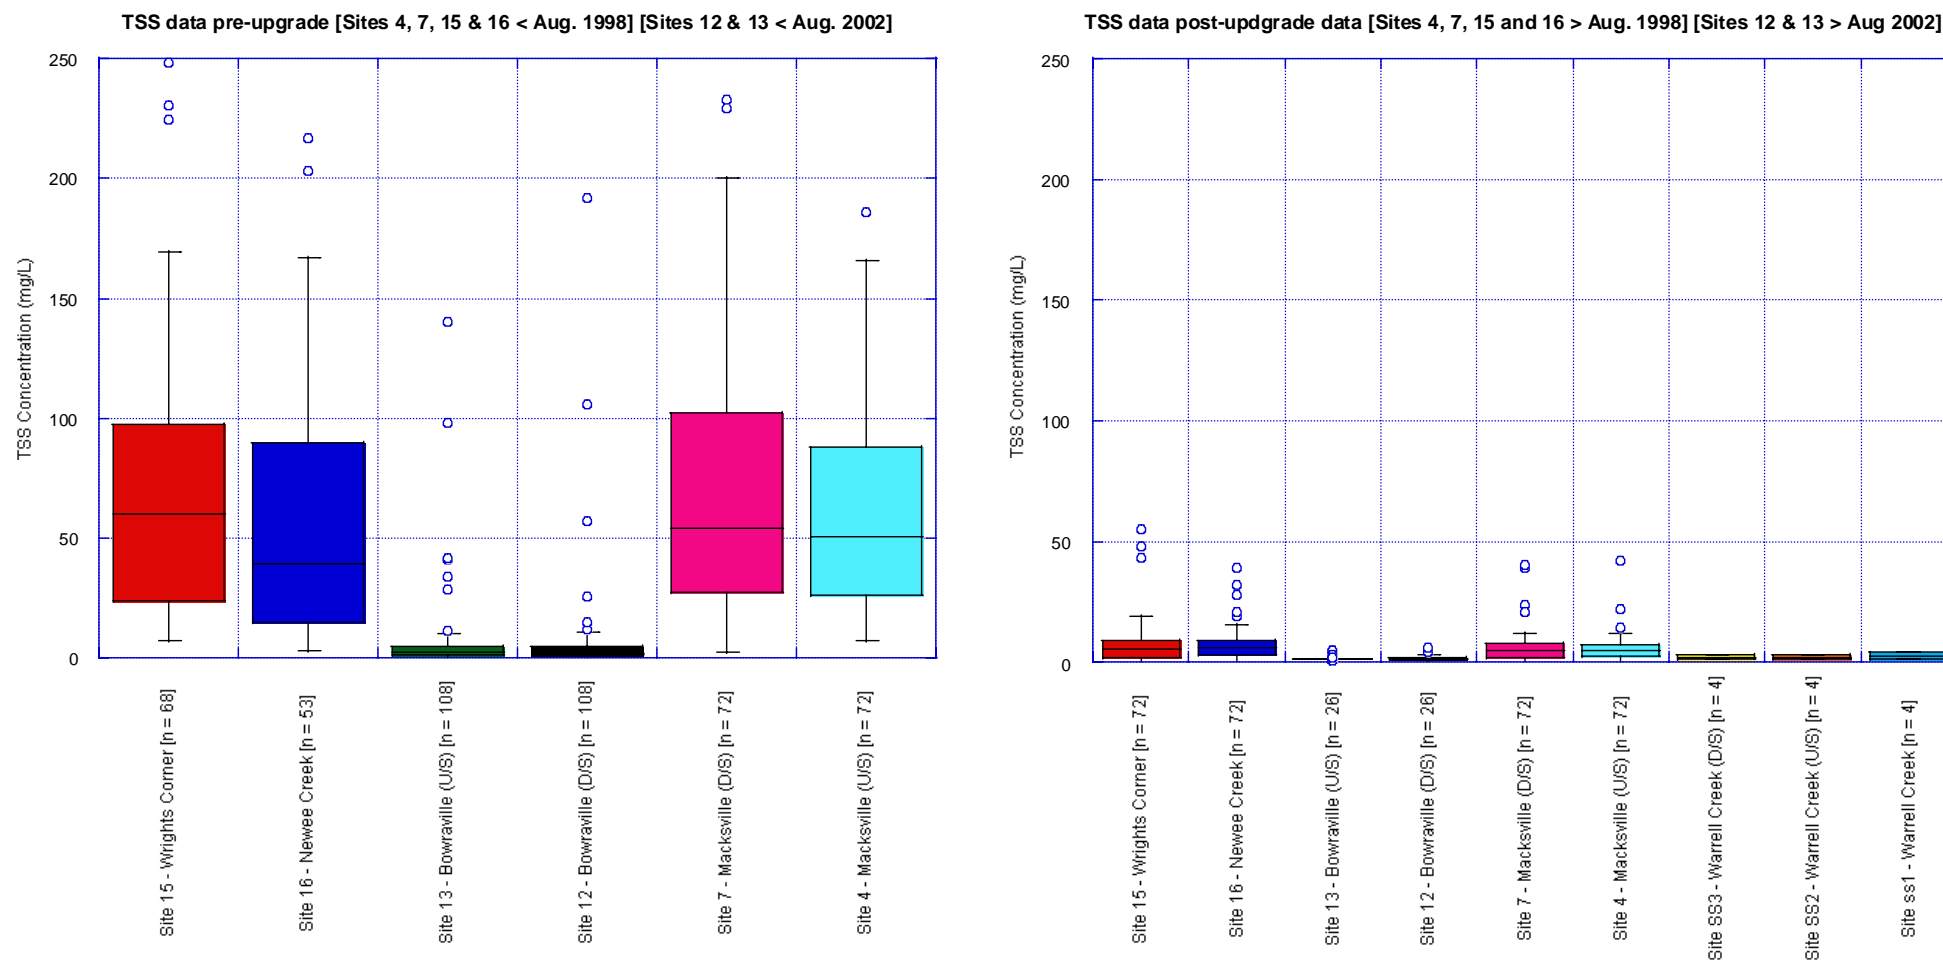 TSS data pre-upgrade [Sites 4, 7, 15 & 16 < Aug. 1998] [Sites 12 & 13 < Aug. 2002]
250
200
150
100
50
0
TSS Concentration (mg/L)
Site 15 - Wrights Corner [n = 68]
Site 16 - Newee Creek [n = 53]
Site 13 - Bowraville (U/S) [n = 108]
Site 12 - Bowraville (D/S) [n = 108]
Site 7 - Macksville (D/S) [n = 72]
Site 4 - Macksville (U/S) [n = 72]
TSS data post-updgrade data [Sites 4, 7, 15 and 16 > Aug. 1998] [Sites 12 & 13 > Aug 2002]
250
200
150
100
50
0
TSS Concentration (mg/L)
Site 15 - Wrights Corner [n = 72]
Site 16 - Newee Creek [n = 72]
Site 13 - Bowraville (U/S) [n = 26]
Site 12 - Bowraville (D/S) [n = 26]
Site 7 - Macksville (D/S) [n = 72]
Site 4 - Macksville (U/S) [n = 72]
Site SS3 - Warrell Creek (D/S) [n = 4]
Site SS2 - Warrell Creek (U/S) [n = 4]
Site ss1 - Warrell Creek [n = 4]